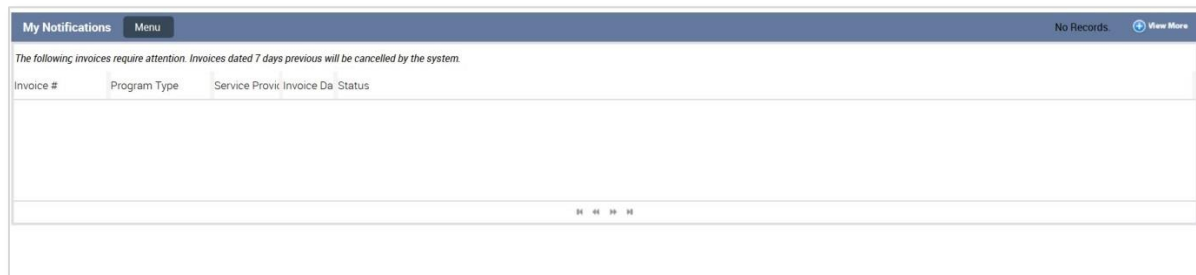 My Notifications Menu No Records. View More
The following invoices require attention. Invoices dated 7 days previous will be cancelled by the system.
Invoice # Program Type Service Provic Invoice Da Status